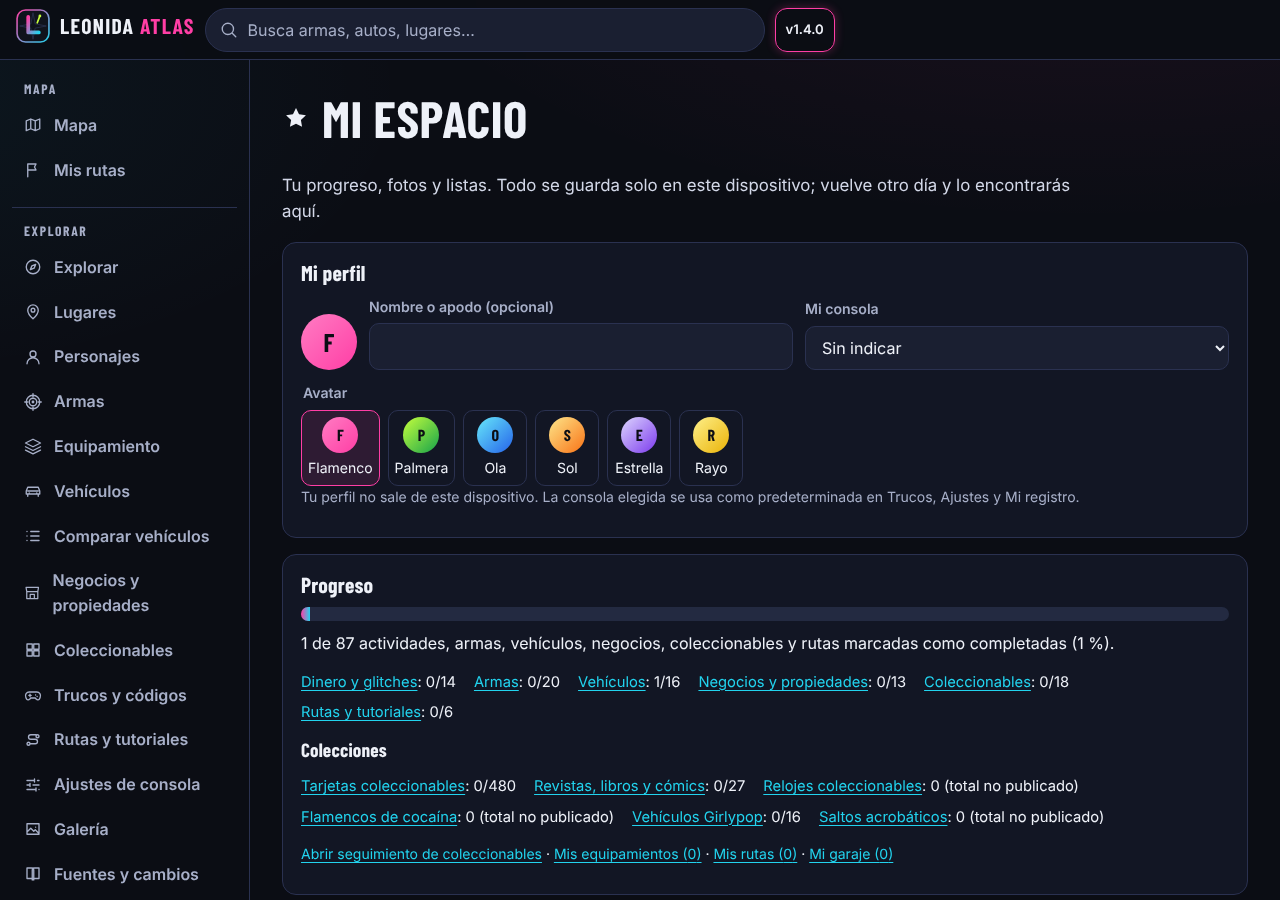 LEONIDA ATLAS
Busca armas, autos, lugares...
v1.4.0
MAPA
Mapa
Mis rutas
EXPLORAR
Explorar
Lugares
Personajes
Armas
Equipamiento
Vehículos
Comparar vehículos
Negocios y
propiedades
Coleccionables
Trucos y códigos
Rutas y tutoriales
Ajustes de consola
Galería
Fuentes y cambios
MI ESPACIO
Tu progreso, fotos y listas. Todo se guarda solo en este dispositivo; vuelve otro día y lo encontrarás
aquí.
Mi perfil
F
Nombre o apodo (opcional)
Mi consola
Sin indicar
Avatar
F P O S E R
Flamenco Palmera Ola Sol Estrella Rayo
Tu perfil no sale de este dispositivo. La consola elegida se usa como predeterminada en Trucos, Ajustes y Mi registro.
Progreso
1 de 87 actividades, armas, vehículos, negocios, coleccionables y rutas marcadas como completadas (1 %).
Dinero y glitches: 0/14 Armas: 0/20 Vehículos: 1/16 Negocios y propiedades: 0/13 Coleccionables: 0/18
Rutas y tutoriales: 0/6
Colecciones
Tarjetas coleccionables: 0/480 Revistas, libros y cómics: 0/27 Relojes coleccionables: 0 (total no publicado)
Flamencos de cocaína: 0 (total no publicado) Vehículos Girlypop: 0/16 Saltos acrobáticos: 0 (total no publicado)
Abrir seguimiento de coleccionables · Mis equipamientos (0) · Mis rutas (0) · Mi garaje (0)